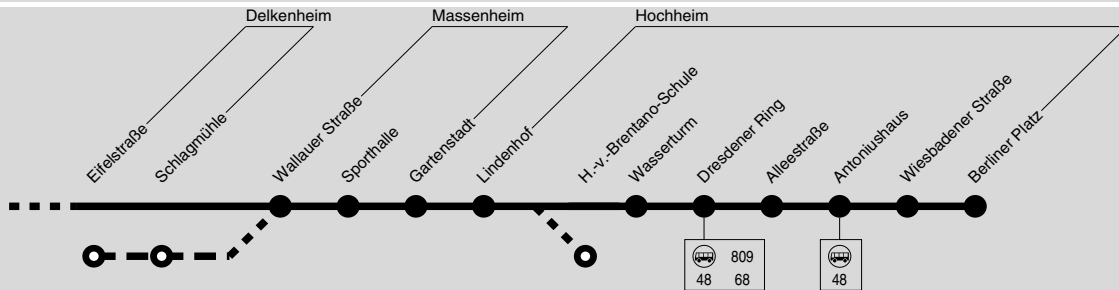 Delkenheim
Massenheim
Hochheim
Eifelstraße
Schlagmühle
Wallauer Straße
Sporthalle
Gartenstadt
Lindenhof
H.-v.-Brentano-Schule
Wasserturm
Dresdener Ring
Alleestraße
Antoniushaus
Wiesbadener Straße
Berliner Platz
809
48 68
48